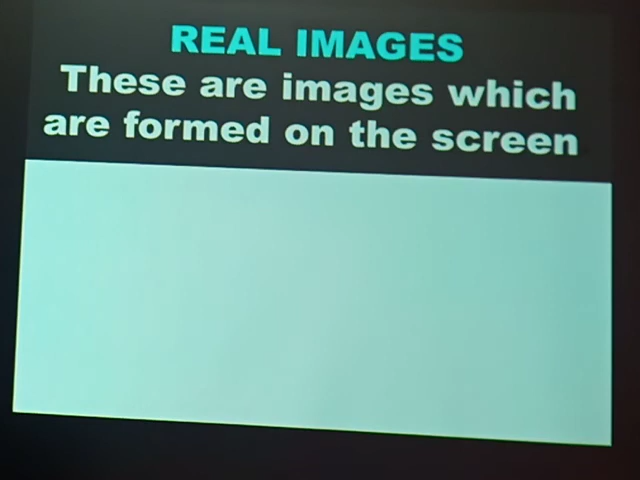 REAL IMAGES
These are images which
are formed on the screen